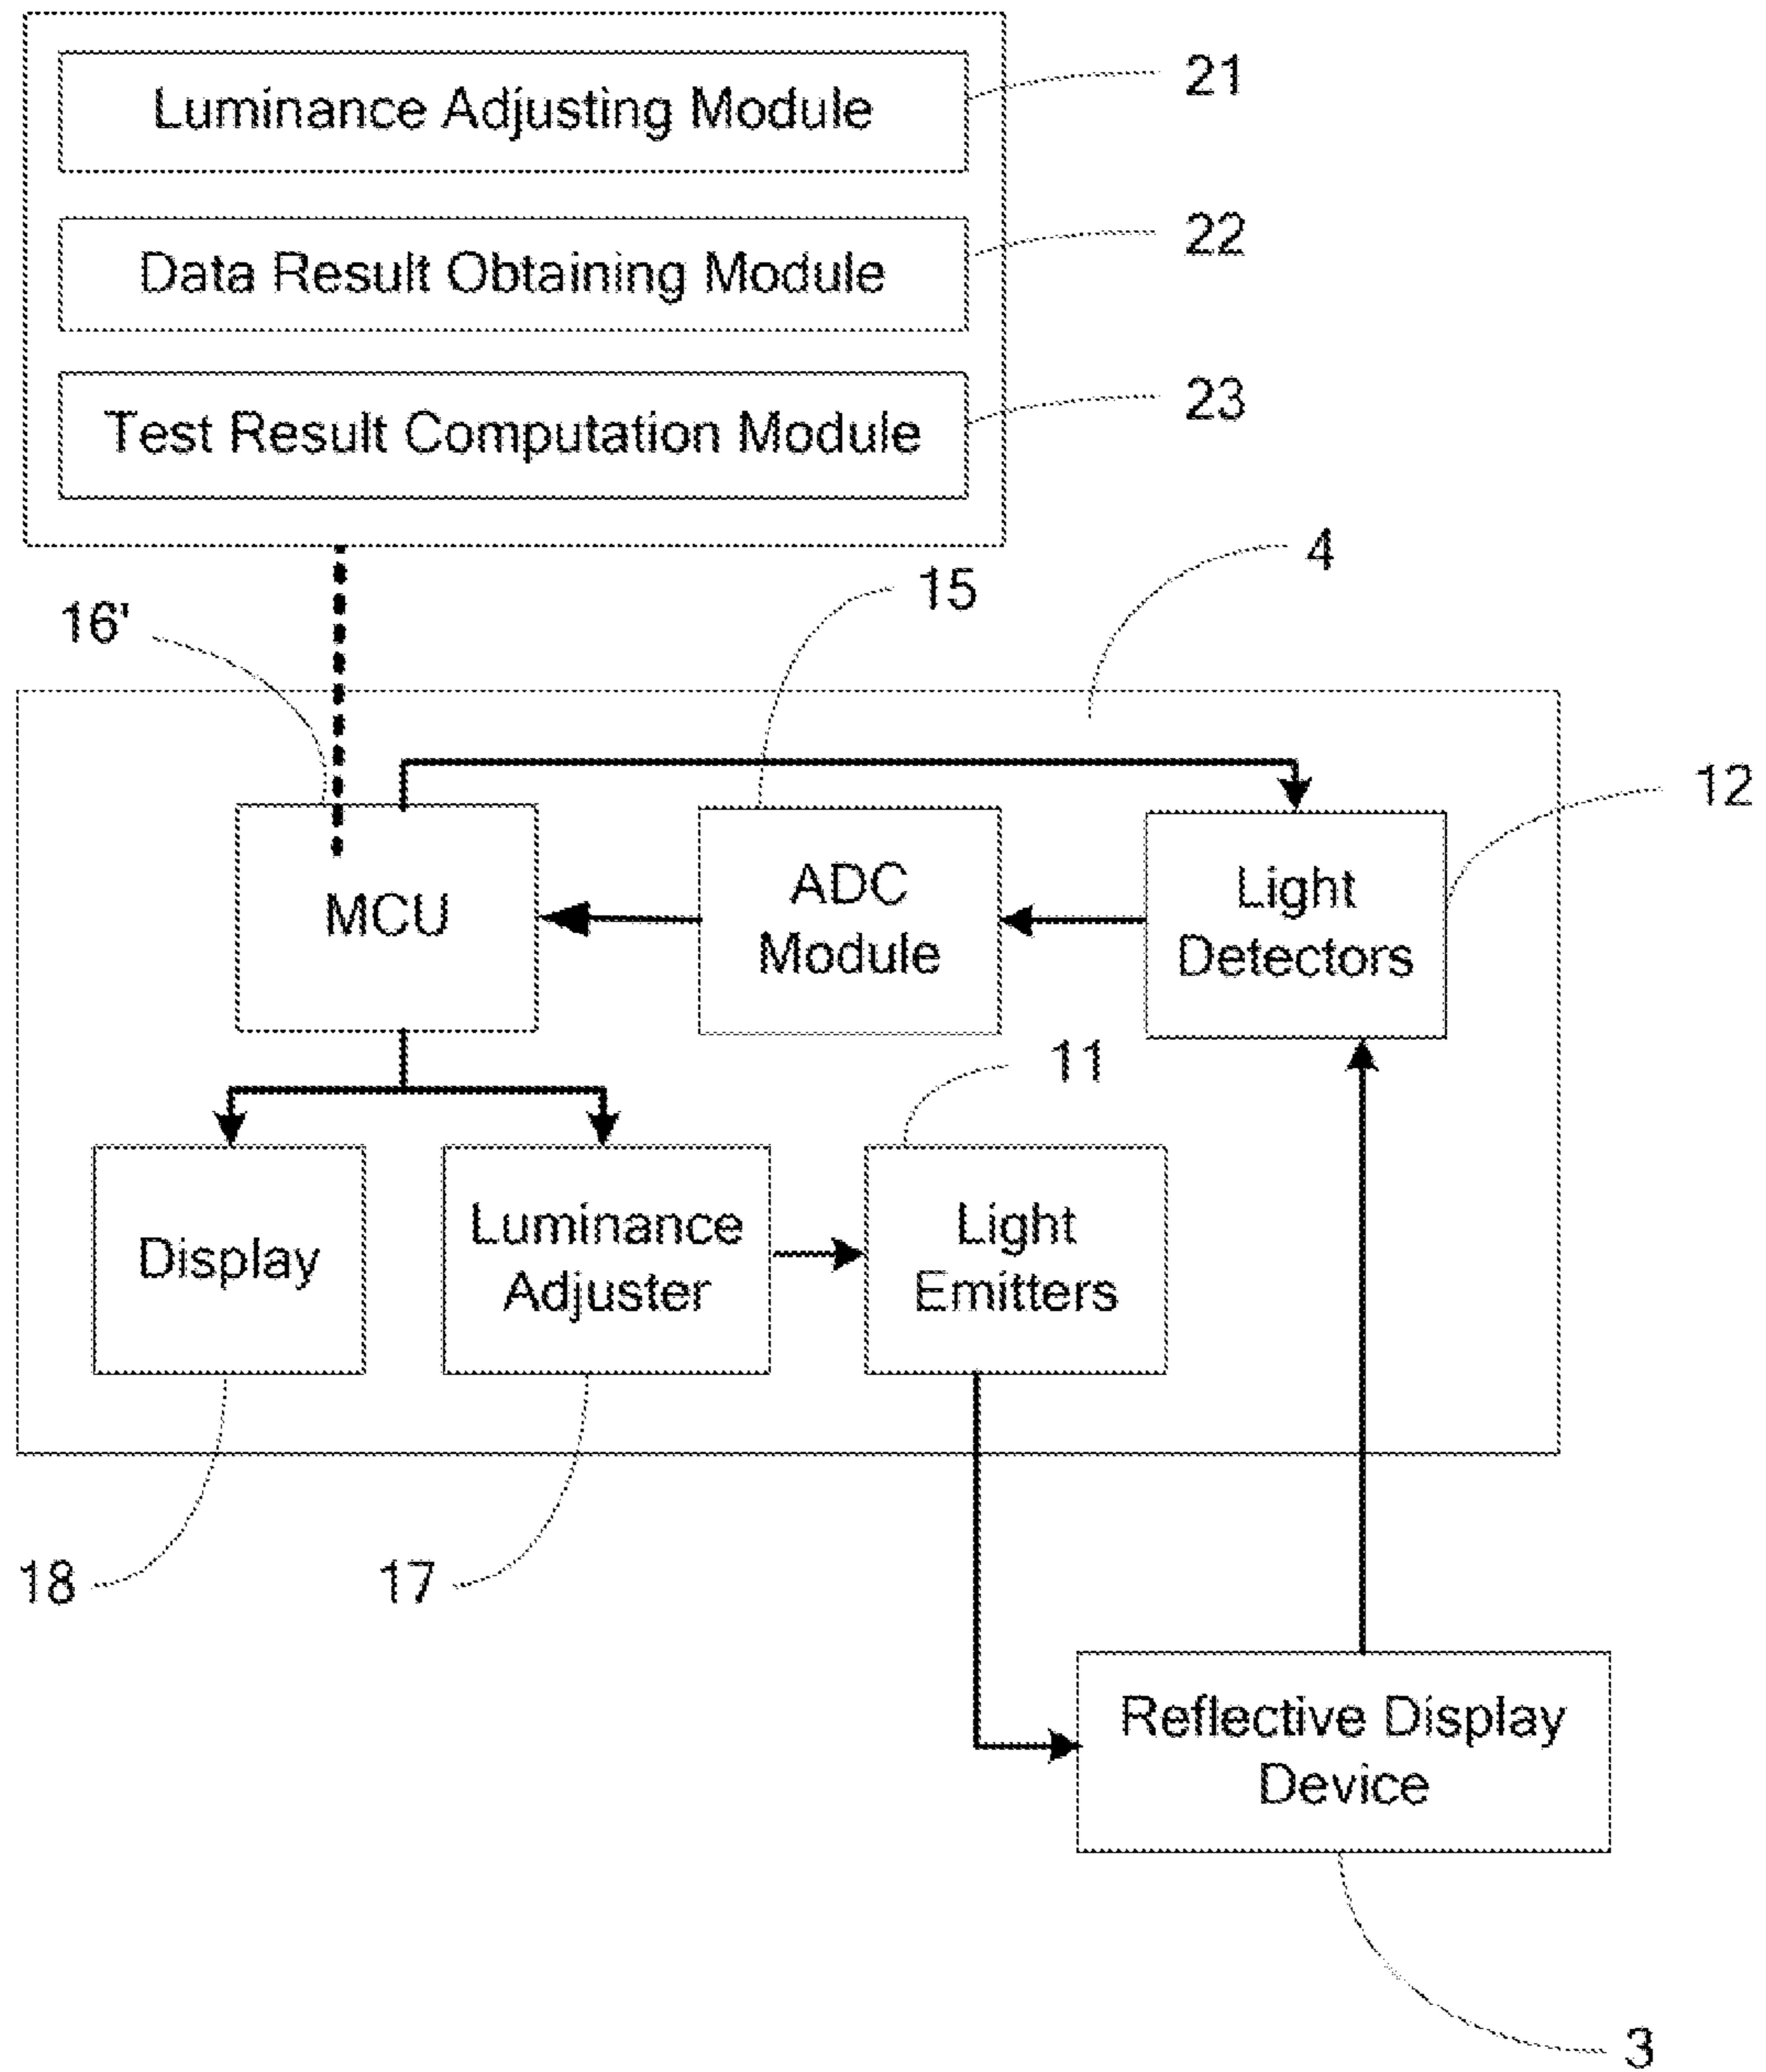 Luminance Adjusting Module
21
Data Result Obtaining Module
22
Test Result Computation Module
23
4
15
16'
12
MCU
ADC
Module
Light
Detectors
11
Display
Luminance
Adjuster
Light
Emitters
18
17
Reflective Display
Device
3